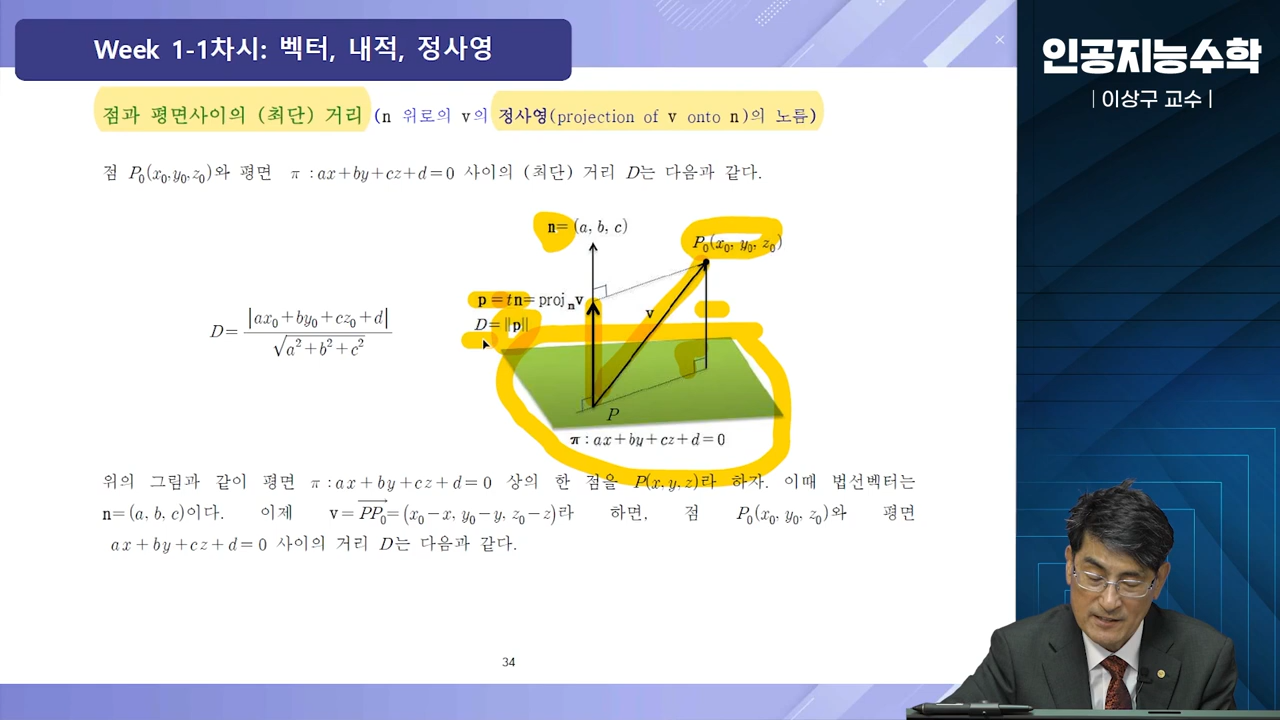 Week 1-1차시: 벡터, 내적, 정사영
인공지능수학
| 이상구 교수 |
점과 평면사이의 (최단) 거리 (n 위로의 v의 정사영(projection of v onto n)의 노름)
점 P₀(x₀,y₀,z₀)와 평면 π : ax+by+cz+d=0 사이의 (최단) 거리 D는 다음과 같다.
n= (a, b, c)
P₀(x₀, y₀, z₀)
p = tn= projₙv
v
D= ‖p‖
D= |ax₀+by₀+cz₀+d| / √(a²+b²+c²)
P
π : ax+by+cz+d=0
위의 그림과 같이 평면 π : ax+by+cz+d=0 상의 한 점을 P(x, y, z)라 하자. 이때 법선벡터는
n=(a, b, c)이다. 이제 v= PP₀⃗=(x₀-x, y₀-y, z₀-z)라 하면, 점 P₀(x₀, y₀, z₀)와 평면
ax+by+cz+d=0 사이의 거리 D는 다음과 같다.
34